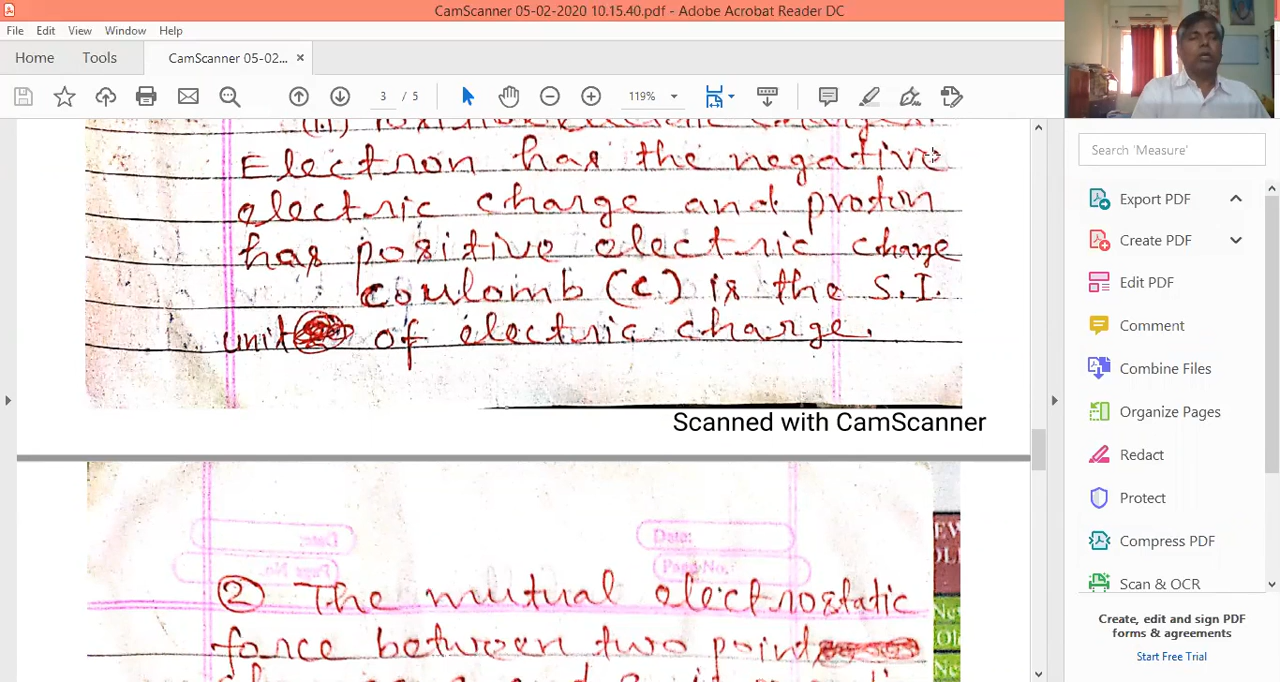 CamScanner 05-02-2020 10.15.40.pdf - Adobe Acrobat Reader DC
File Edit View Window Help
Home Tools CamScanner 05-02... ×
3 / 5 119%
Electron has the negative
electric charge and proton
has positive electric charge
coulomb (C.) is the S.I.
unit of electric charge.
Scanned with CamScanner
Date:
Page No.
② The mutual electrostatic
force between two point
Search 'Measure'
Export PDF
Create PDF
Edit PDF
Comment
Combine Files
Organize Pages
Redact
Protect
Compress PDF
Scan & OCR
Create, edit and sign PDF
forms & agreements
Start Free Trial